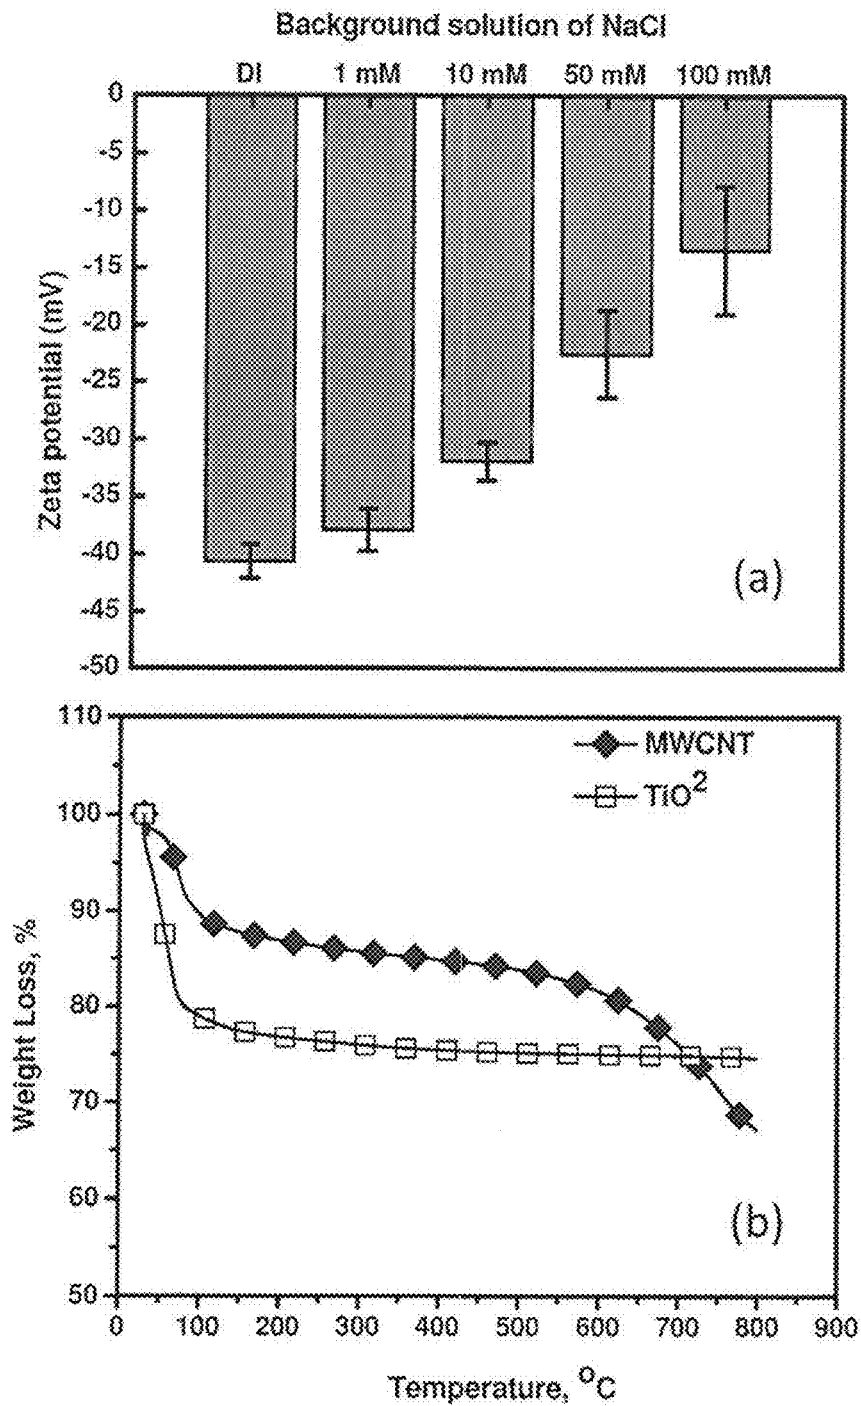 Background solution of NaCl
DI 1 mM 10 mM 50 mM 100 mM
0
-5
-10
-15
-20
-25
-30
-35
-40
-45
-50
Zeta potential (mV)
(a)
110
100
90
80
70
60
50
Weight Loss, %
MWCNT
TiO2
(b)
0 100 200 300 400 500 600 700 800 900
Temperature, °C